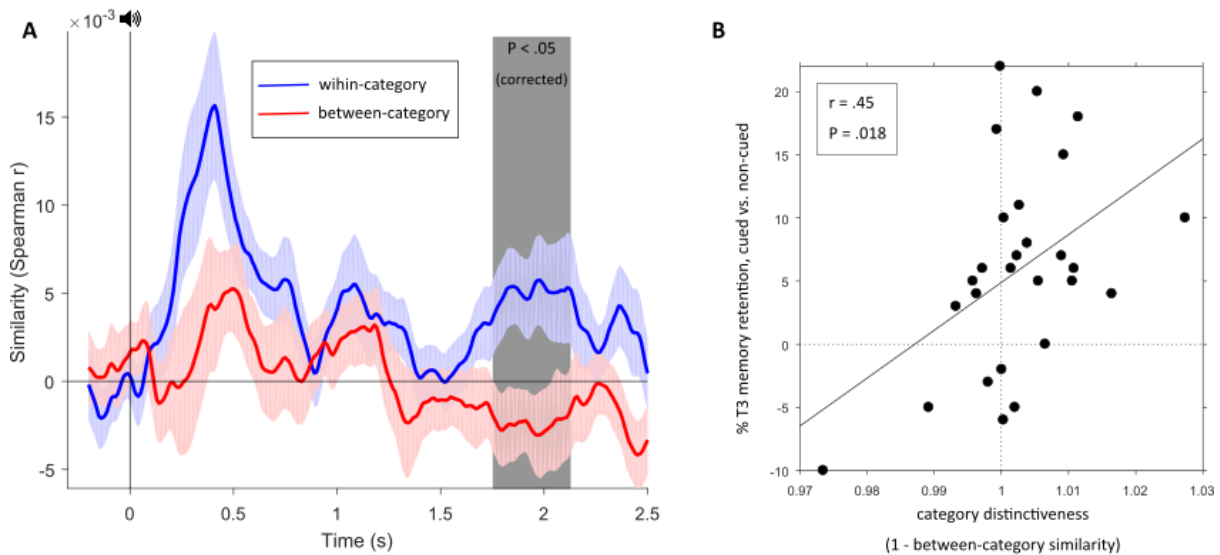 A
× 10⁻³
15
10
5
0
-5
Similarity (Spearman r)
wihin-category
between-category
P < .05
(corrected)
0
0.5
1
1.5
2
2.5
Time (s)
B
r = .45
P = .018
20
15
10
5
0
-5
-10
% T3 memory retention, cued vs. non-cued
0.97
0.98
0.99
1
1.01
1.02
1.03
category distinctiveness
(1 - between-category similarity)